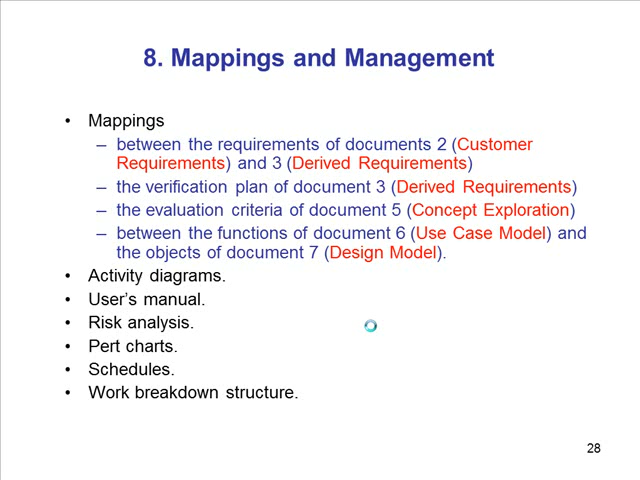 8. Mappings and Management
• Mappings
– between the requirements of documents 2 (Customer
Requirements) and 3 (Derived Requirements)
– the verification plan of document 3 (Derived Requirements)
– the evaluation criteria of document 5 (Concept Exploration)
– between the functions of document 6 (Use Case Model) and
the objects of document 7 (Design Model).
• Activity diagrams.
• User's manual.
• Risk analysis.
• Pert charts.
• Schedules.
• Work breakdown structure.
28